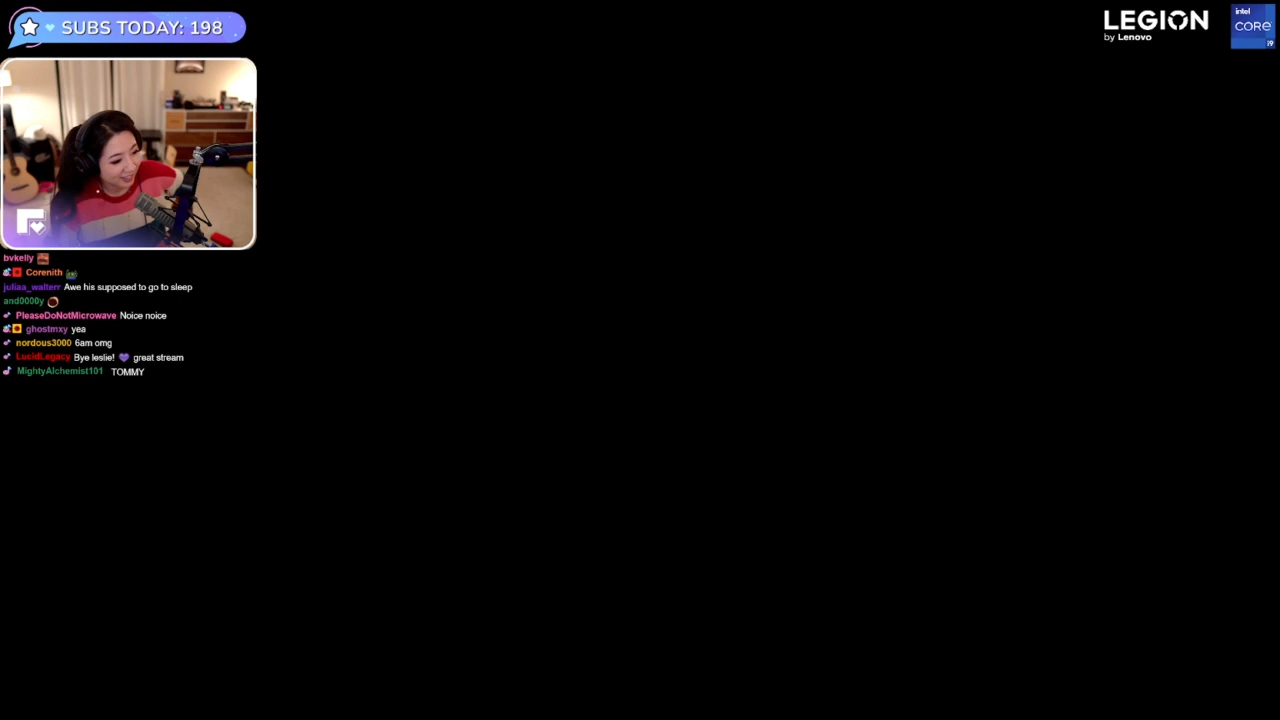 SUBS TODAY: 198
LEGION
by Lenovo
intel
CORE
i9
bvkelly
Corenith
juliaa_walterr Awe his supposed to go to sleep
and0000y
PleaseDoNotMicrowave Noice noice
ghostmxy yea
nordous3000 6am omg
LucidLegacy Bye leslie! 💜 great stream
MightyAlchemist101 TOMMY